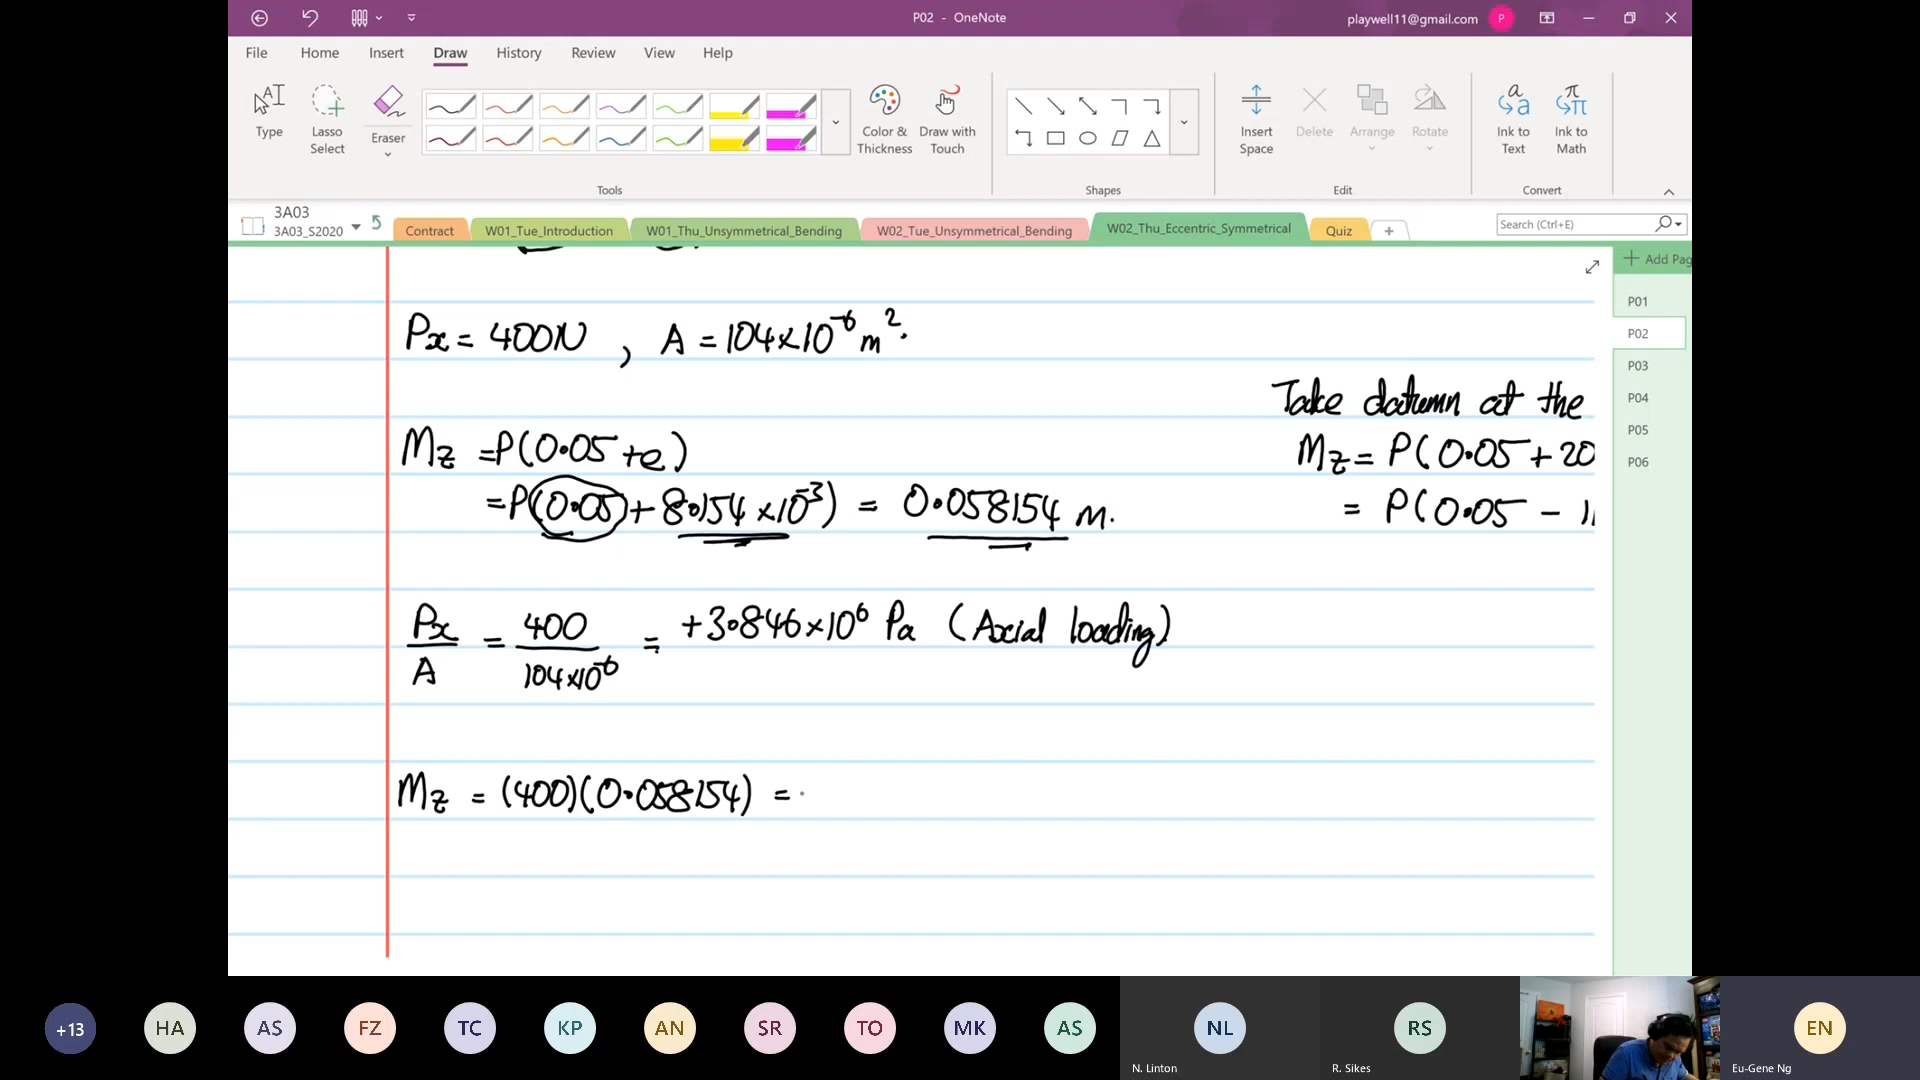 P02 - OneNote
playwell11@gmail.com
P
File Home Insert Draw History Review View Help
Type
Lasso Select
Eraser
Color & Thickness
Draw with Touch
Insert Space
Delete
Arrange
Rotate
Ink to Text
Ink to Math
Tools
Shapes
Edit
Convert
3A03
3A03_S2020
Contract
W01_Tue_Introduction
W01_Thu_Unsymmetrical_Bending
W02_Tue_Unsymmetrical_Bending
W02_Thu_Eccentric_Symmetrical
Quiz
+
Search (Ctrl+E)
+ Add Pag
P01
P02
P03
P04
P05
P06
Px = 400N , A = 104×10⁻⁶ m².
Mz = P(0.05+e)
= P(0.05 + 8.154×10⁻³) = 0.058154 m.
Take datumn at the
Mz = P(0.05 + 20
= P(0.05 -
Px/A = 400/104×10⁻⁶ = +3.846×10⁶ Pa (Axial loading)
Mz = (400)(0.058154) =
+13
HA
AS
FZ
TC
KP
AN
SR
TO
MK
AS
NL
N. Linton
RS
R. Sikes
EN
Eu-Gene Ng